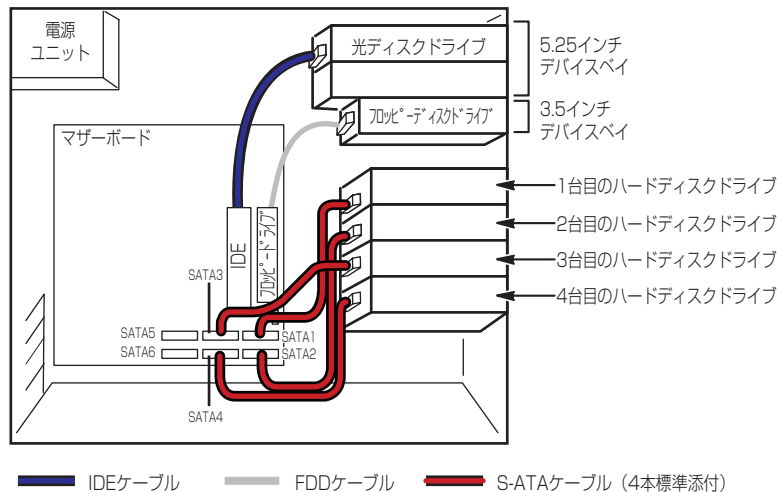 電源
ユニット
光ディスクドライブ
5.25インチ
デバイスベイ
フロッピーディスクドライブ
3.5インチ
デバイスベイ
マザーボード
1台目のハードディスクドライブ
2台目のハードディスクドライブ
3台目のハードディスクドライブ
4台目のハードディスクドライブ
IDE
フロッピードライブ
SATA3
SATA5
SATA1
SATA6
SATA2
SATA4
IDEケーブル
FDDケーブル
S-ATAケーブル（4本標準添付）